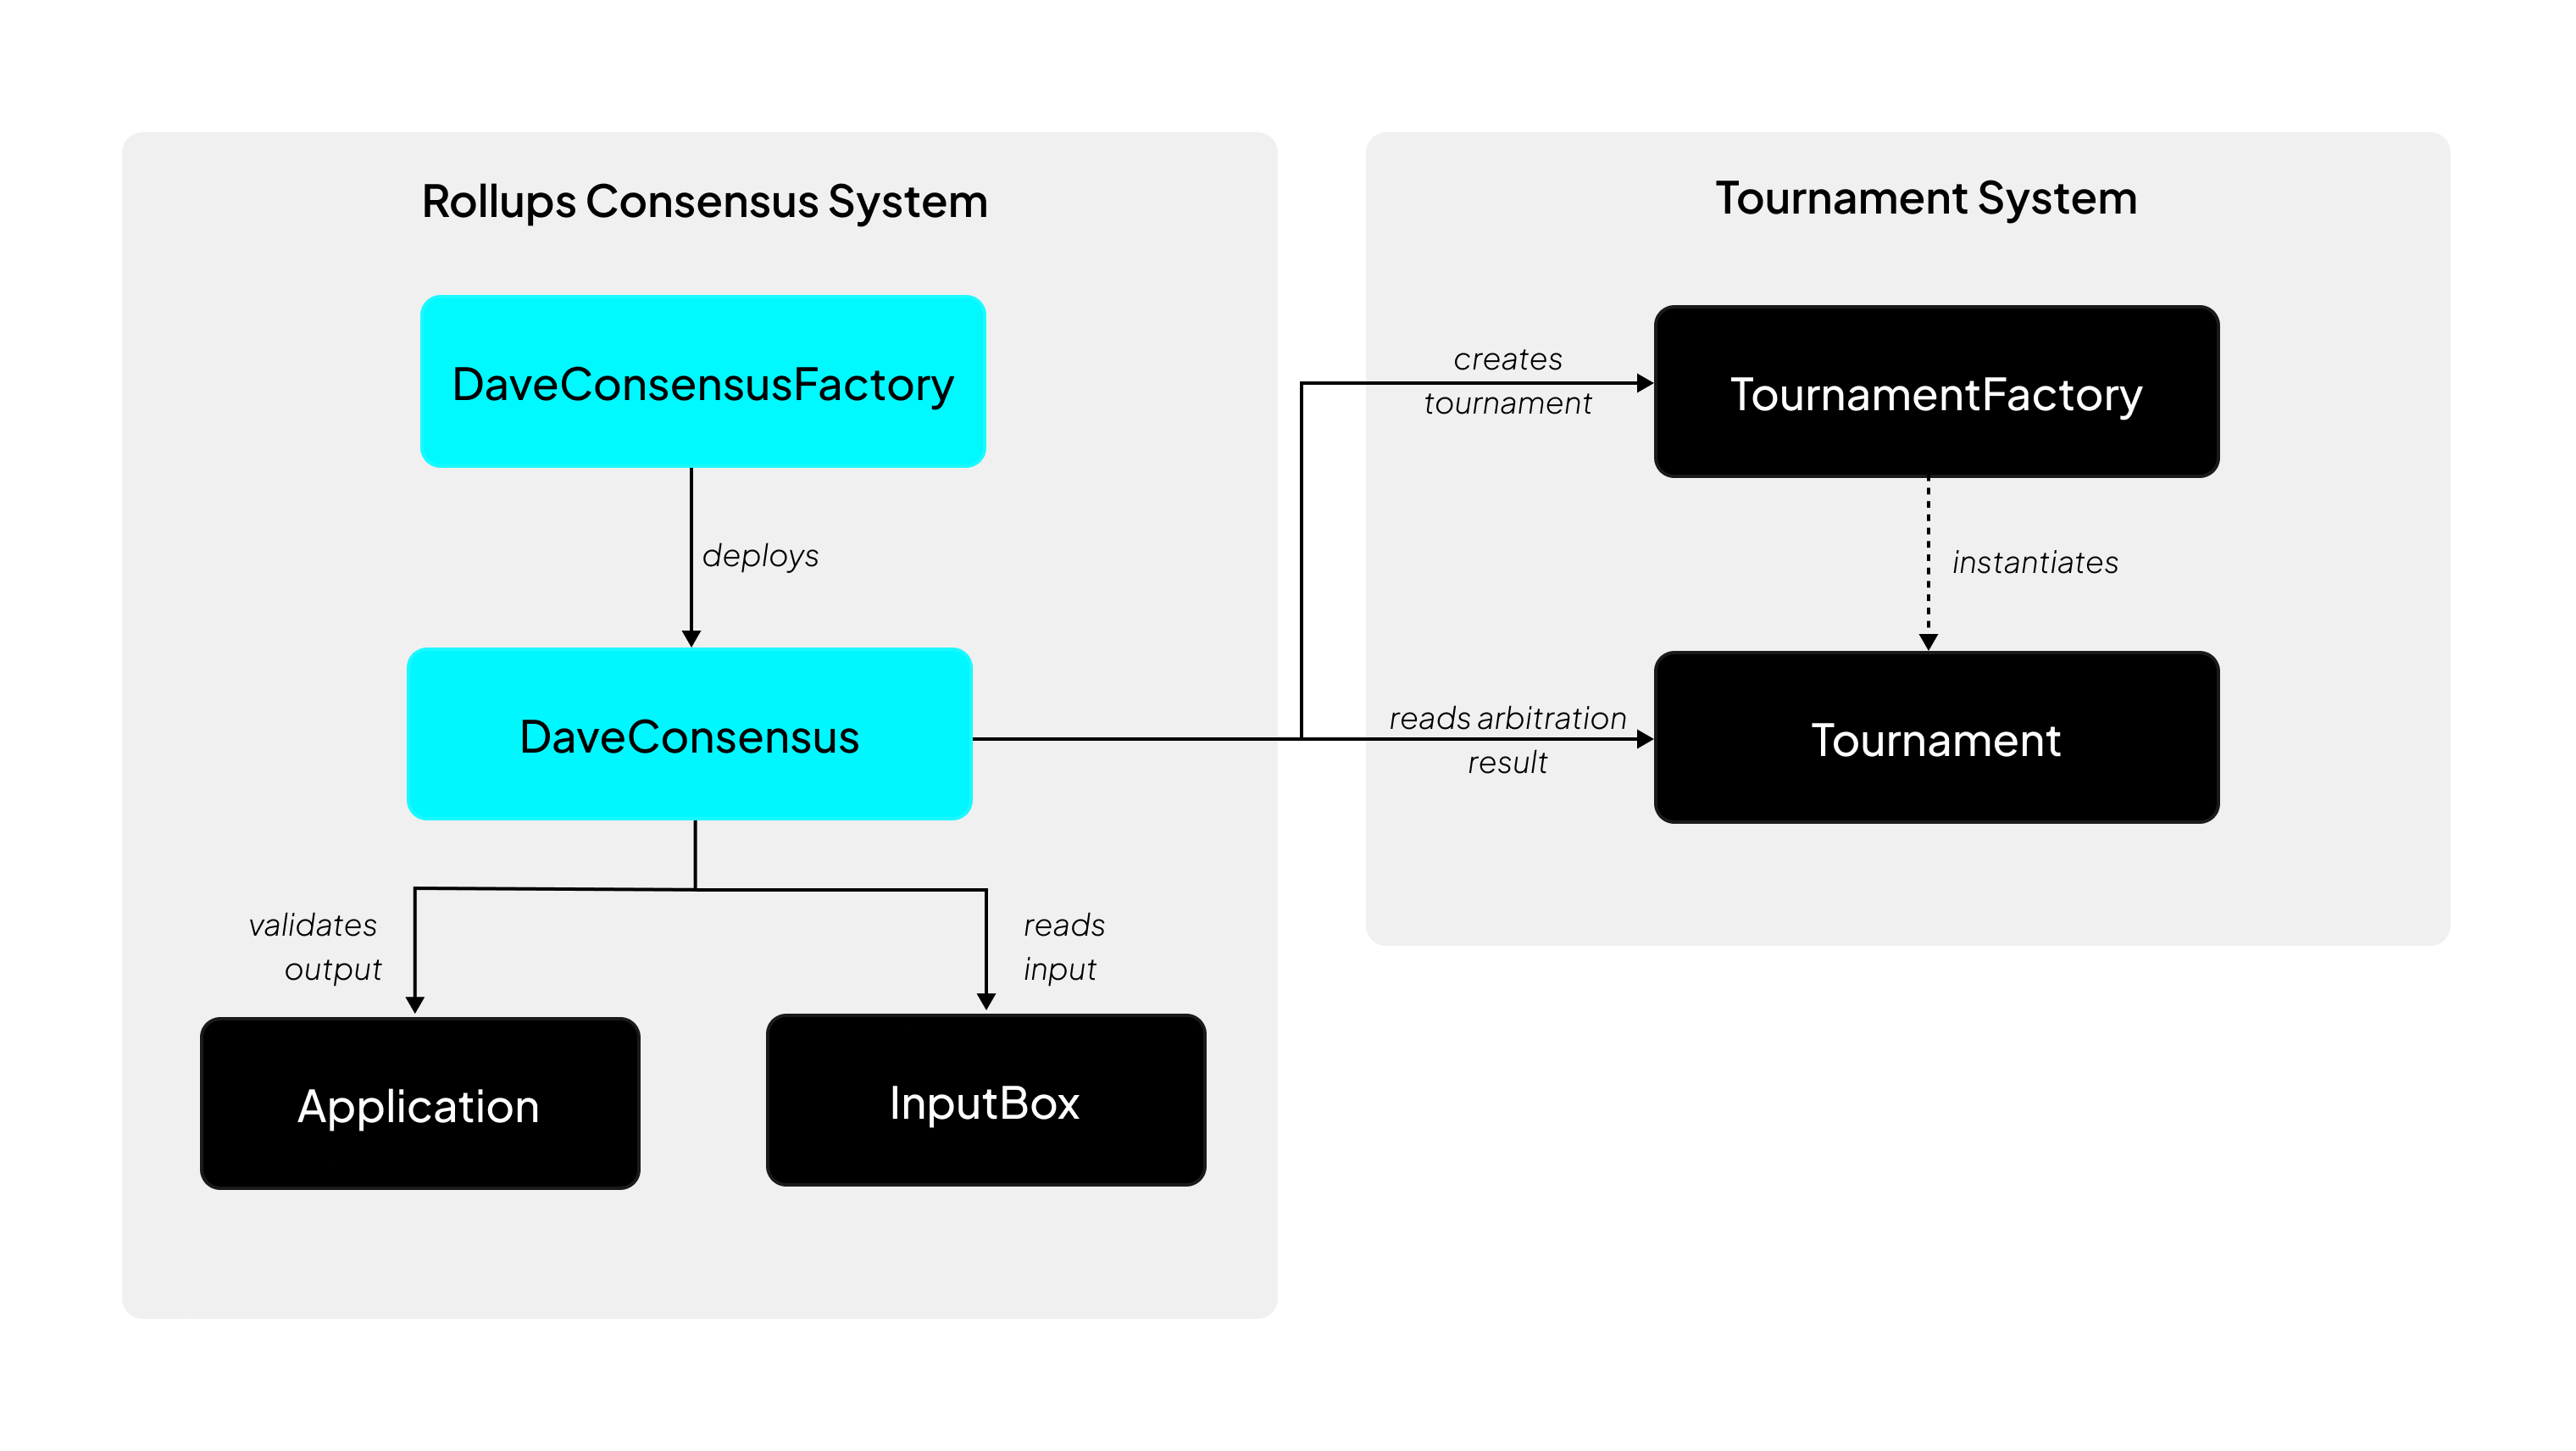 Rollups Consensus System
DaveConsensusFactory
deploys
DaveConsensus
validates
output
reads
input
Application
InputBox
Tournament System
creates
tournament
TournamentFactory
instantiates
reads arbitration
result
Tournament